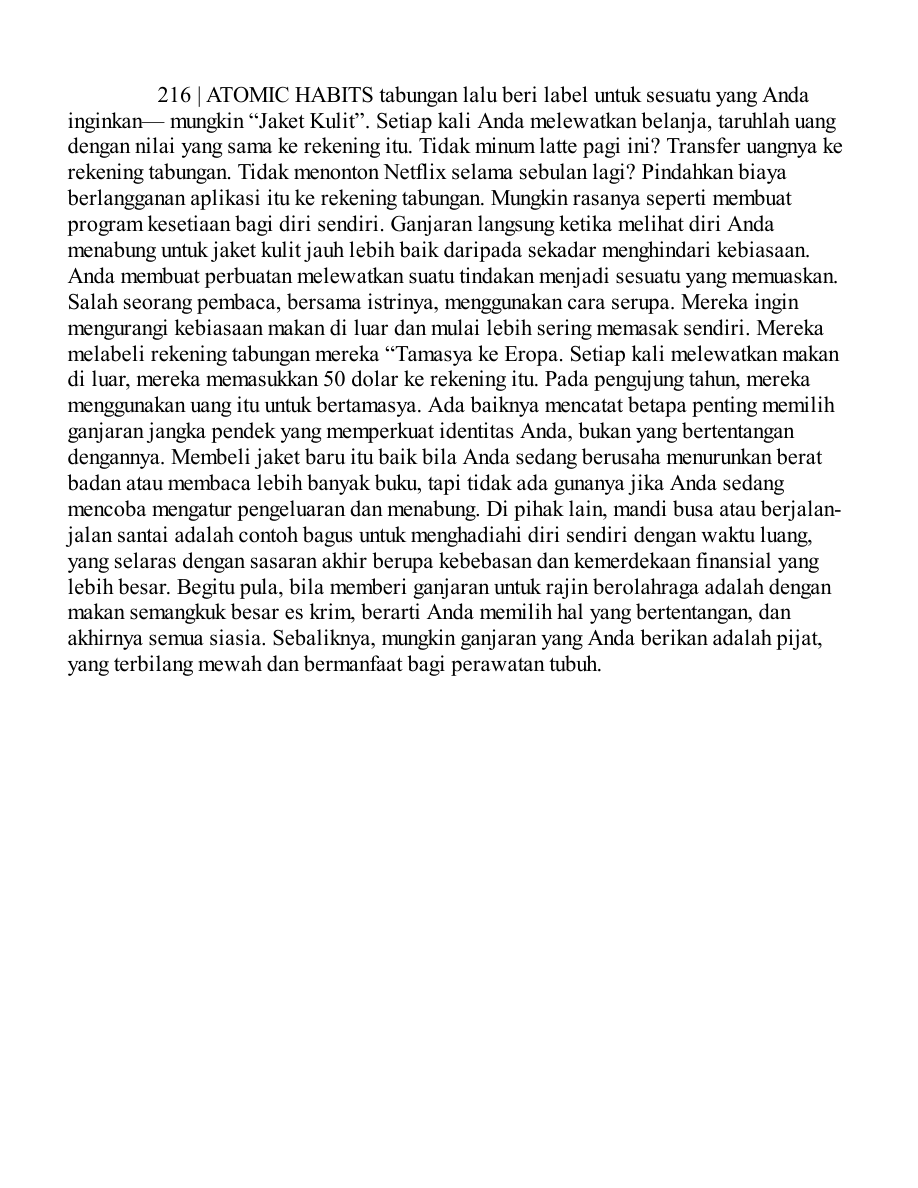 216 | ATOMIC HABITS tabungan lalu beri label untuk sesuatu yang Anda
inginkan— mungkin “Jaket Kulit”. Setiap kali Anda melewatkan belanja, taruhlah uang
dengan nilai yang sama ke rekening itu. Tidak minum latte pagi ini? Transfer uangnya ke
rekening tabungan. Tidak menonton Netflix selama sebulan lagi? Pindahkan biaya
berlangganan aplikasi itu ke rekening tabungan. Mungkin rasanya seperti membuat
program kesetiaan bagi diri sendiri. Ganjaran langsung ketika melihat diri Anda
menabung untuk jaket kulit jauh lebih baik daripada sekadar menghindari kebiasaan.
Anda membuat perbuatan melewatkan suatu tindakan menjadi sesuatu yang memuaskan.
Salah seorang pembaca, bersama istrinya, menggunakan cara serupa. Mereka ingin
mengurangi kebiasaan makan di luar dan mulai lebih sering memasak sendiri. Mereka
melabeli rekening tabungan mereka “Tamasya ke Eropa. Setiap kali melewatkan makan
di luar, mereka memasukkan 50 dolar ke rekening itu. Pada pengujung tahun, mereka
menggunakan uang itu untuk bertamasya. Ada baiknya mencatat betapa penting memilih
ganjaran jangka pendek yang memperkuat identitas Anda, bukan yang bertentangan
dengannya. Membeli jaket baru itu baik bila Anda sedang berusaha menurunkan berat
badan atau membaca lebih banyak buku, tapi tidak ada gunanya jika Anda sedang
mencoba mengatur pengeluaran dan menabung. Di pihak lain, mandi busa atau berjalan-
jalan santai adalah contoh bagus untuk menghadiahi diri sendiri dengan waktu luang,
yang selaras dengan sasaran akhir berupa kebebasan dan kemerdekaan finansial yang
lebih besar. Begitu pula, bila memberi ganjaran untuk rajin berolahraga adalah dengan
makan semangkuk besar es krim, berarti Anda memilih hal yang bertentangan, dan
akhirnya semua siasia. Sebaliknya, mungkin ganjaran yang Anda berikan adalah pijat,
yang terbilang mewah dan bermanfaat bagi perawatan tubuh.